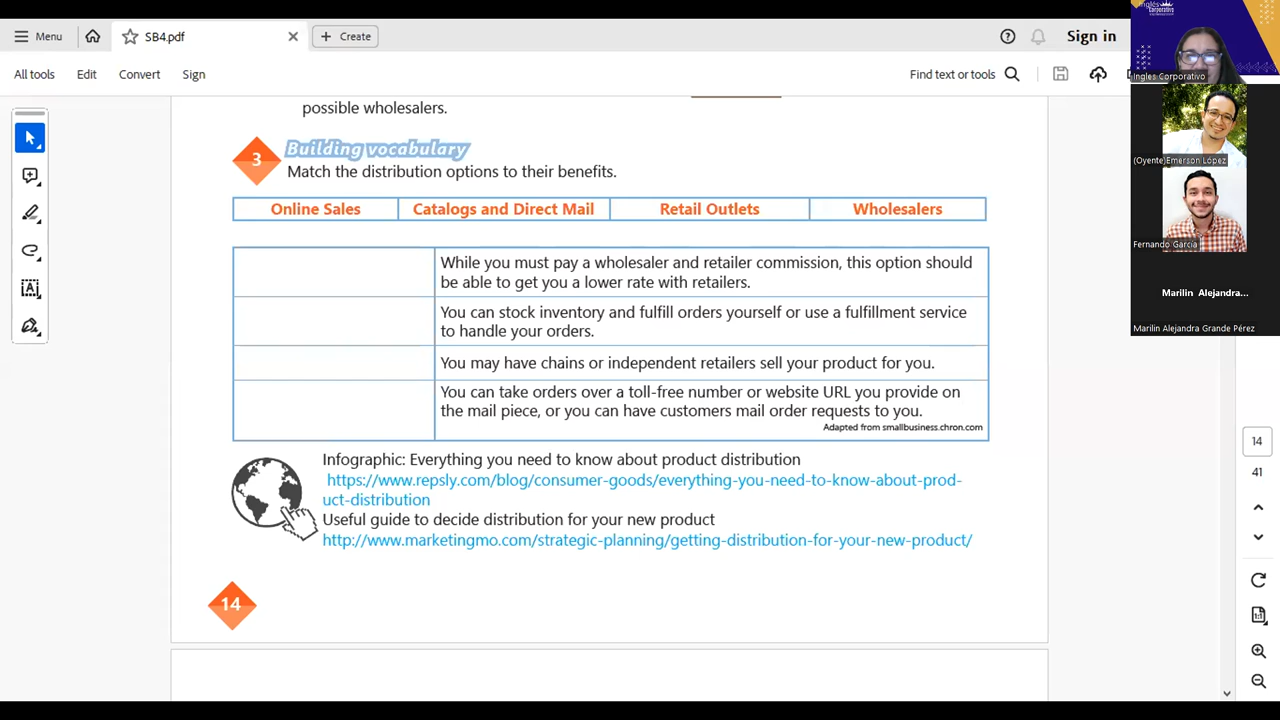 Menu
SB4.pdf
Create
Sign in
All tools
Edit
Convert
Sign
Find text or tools
possible wholesalers.
3
Building vocabulary
Match the distribution options to their benefits.
Online Sales
Catalogs and Direct Mail
Retail Outlets
Wholesalers
While you must pay a wholesaler and retailer commission, this option should
be able to get you a lower rate with retailers.
You can stock inventory and fulfill orders yourself or use a fulfillment service
to handle your orders.
You may have chains or independent retailers sell your product for you.
You can take orders over a toll-free number or website URL you provide on
the mail piece, or you can have customers mail order requests to you.
Adapted from smallbusiness.chron.com
Infographic: Everything you need to know about product distribution
https://www.repsly.com/blog/consumer-goods/everything-you-need-to-know-about-prod-
uct-distribution
Useful guide to decide distribution for your new product
http://www.marketingmo.com/strategic-planning/getting-distribution-for-your-new-product/
14
14
41
Inglés
Corporativo
Ingles Corporativo
(Oyente)Emerson López
Fernando García
Marilin Alejandra...
Marilin Alejandra Grande Pérez